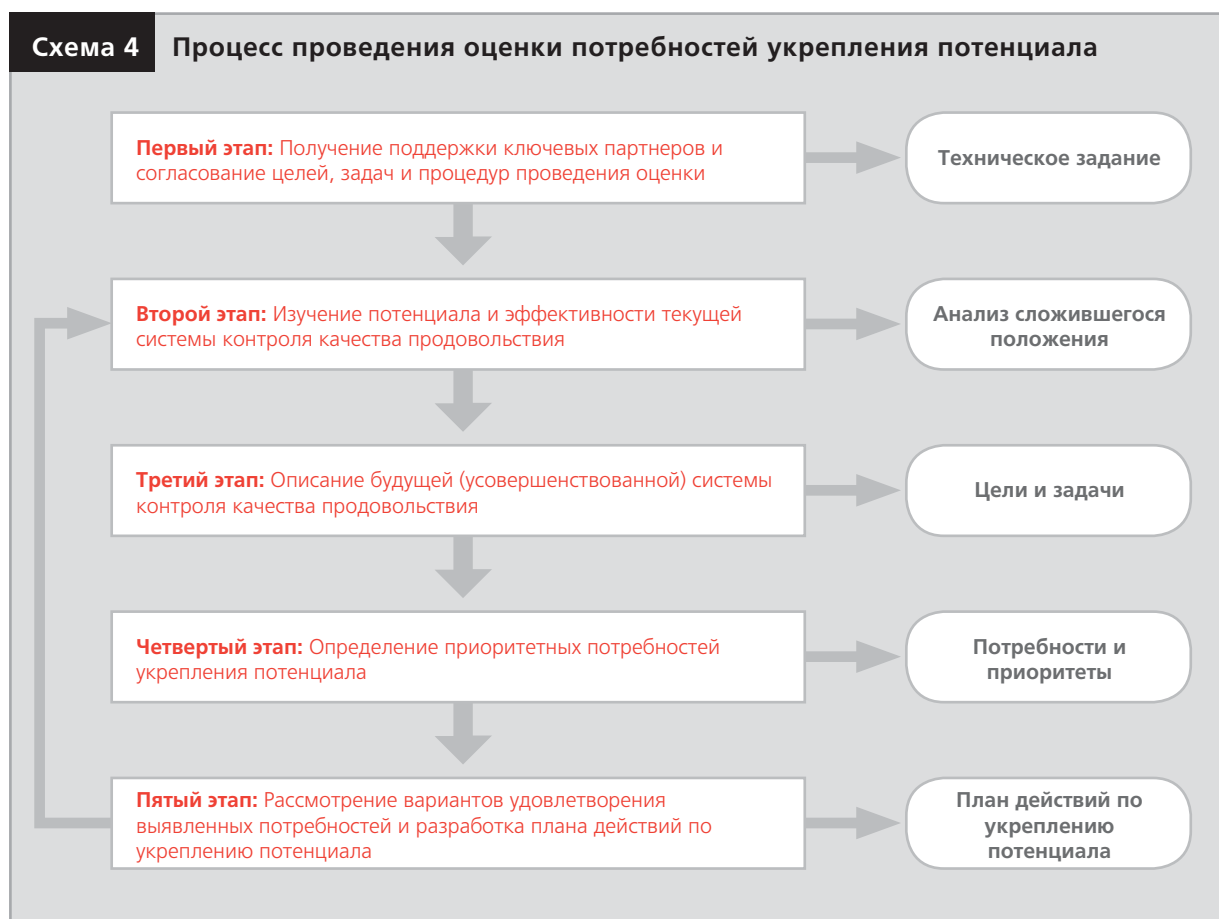 Схема 4 Процесс проведения оценки потребностей укрепления потенциала
Первый этап: Получение поддержки ключевых партнеров и
согласование целей, задач и процедур проведения оценки
Техническое задание
Второй этап: Изучение потенциала и эффективности текущей
системы контроля качества продовольствия
Анализ сложившегося
положения
Третий этап: Описание будущей (усовершенствованной) системы
контроля качества продовольствия
Цели и задачи
Четвертый этап: Определение приоритетных потребностей
укрепления потенциала
Потребности и
приоритеты
Пятый этап: Рассмотрение вариантов удовлетворения
выявленных потребностей и разработка плана действий по
укреплению потенциала
План действий по
укреплению
потенциала